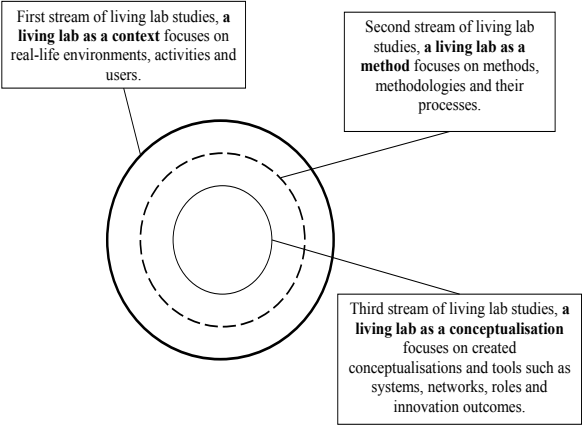 First stream of living lab studies, a
living lab as a context focuses on
real-life environments, activities and
users.
Second stream of living lab
studies, a living lab as a
method focuses on methods,
methodologies and their
processes.
Third stream of living lab studies, a
living lab as a conceptualisation
focuses on created
conceptualisations and tools such as
systems, networks, roles and
innovation outcomes.